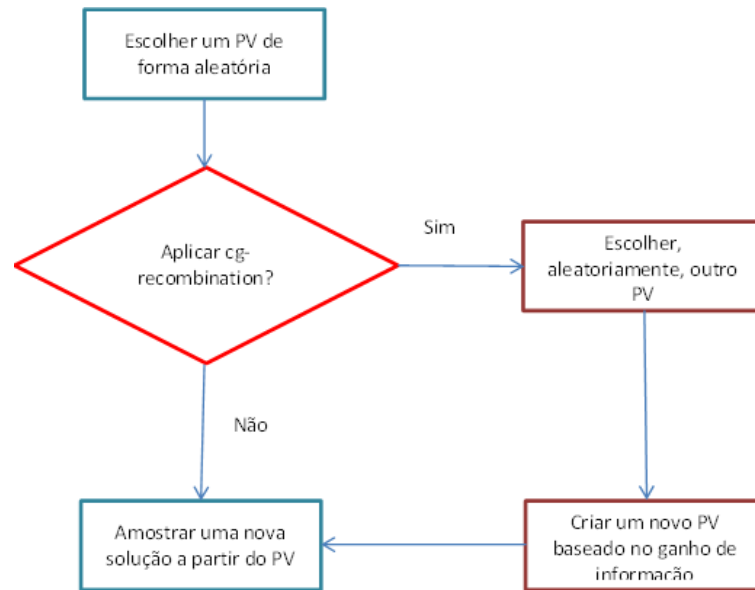 Escolher um PV de
forma aleatória
Aplicar cg-
recombination?
Sim
Escolher,
aleatoriamente, outro
PV
Não
Amostrar uma nova
solução a partir do PV
Criar um novo PV
baseado no ganho de
informação